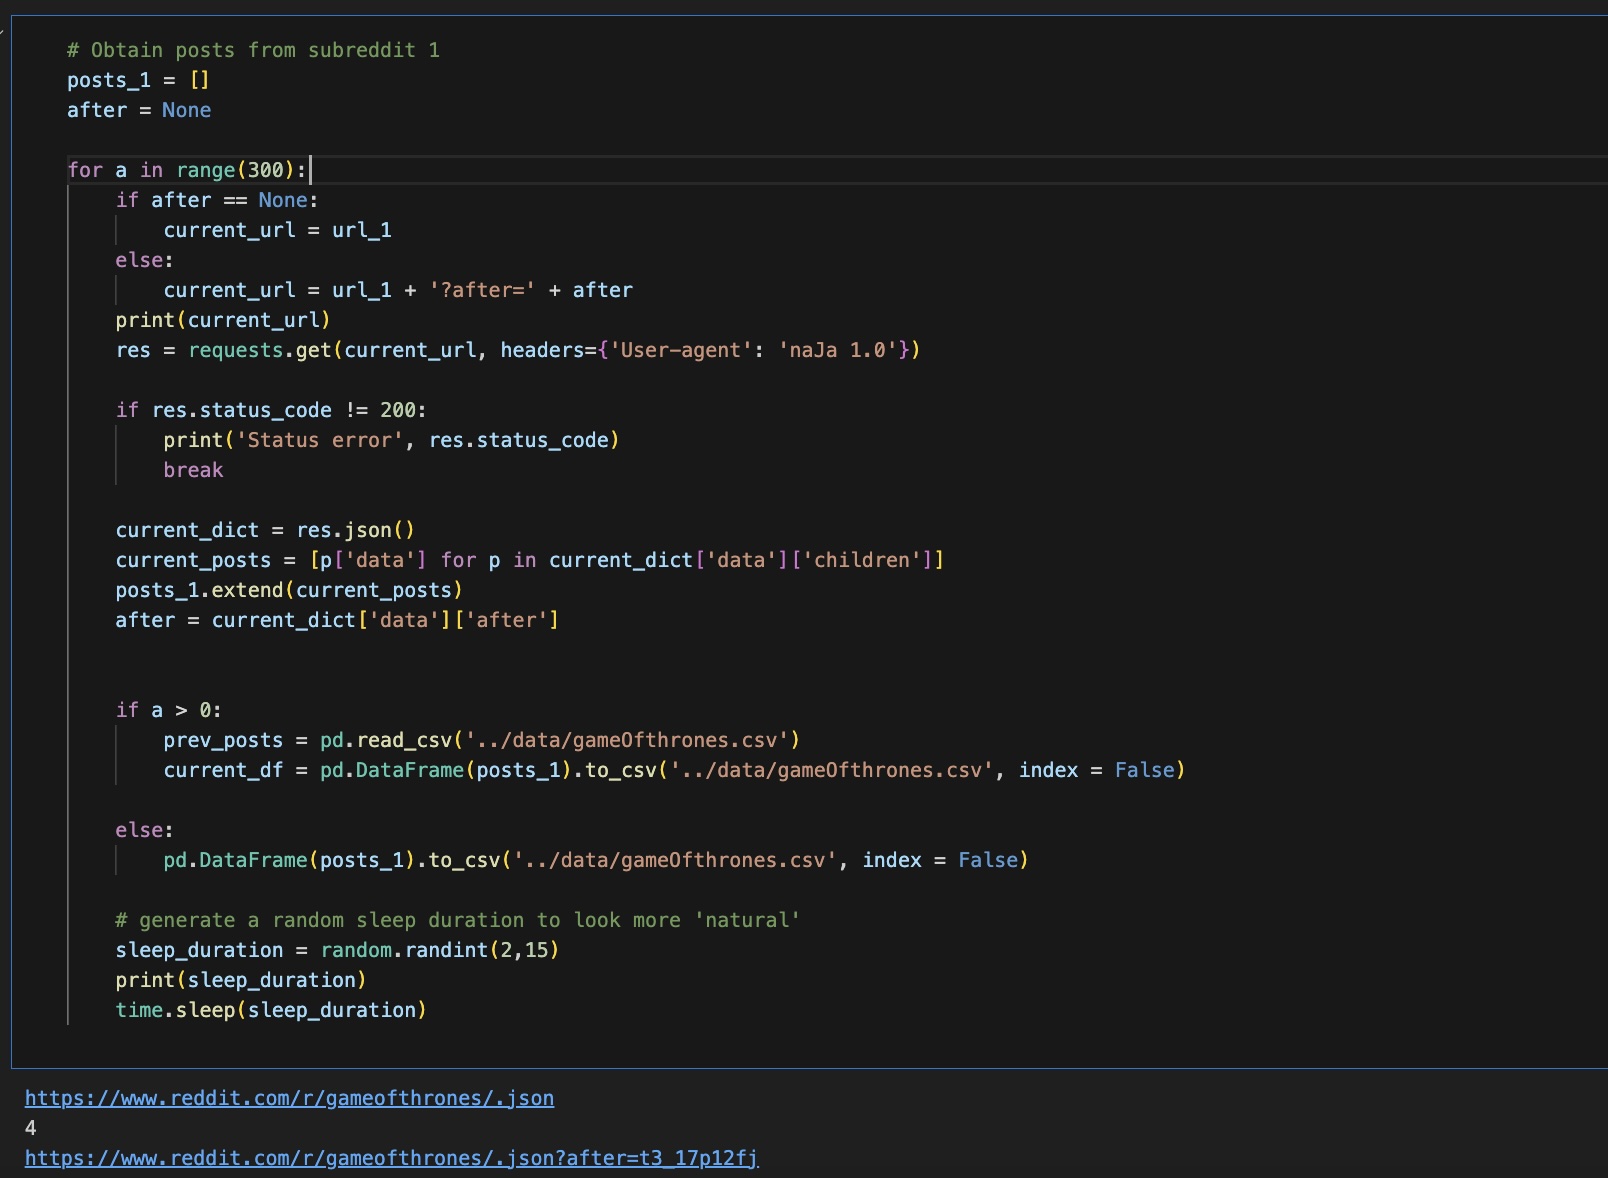 # Obtain posts from subreddit 1
posts_1 = []
after = None
for a in range(300):
if after == None:
current_url = url_1
else:
current_url = url_1 + '?after=' + after
print(current_url)
res = requests.get(current_url, headers={'User-agent': 'naJa 1.0'})
if res.status_code != 200:
print('Status error', res.status_code)
break
current_dict = res.json()
current_posts = [p['data'] for p in current_dict['data']['children']]
posts_1.extend(current_posts)
after = current_dict['data']['after']
if a > 0:
prev_posts = pd.read_csv('../data/gameOfthrones.csv')
current_df = pd.DataFrame(posts_1).to_csv('../data/gameOfthrones.csv', index = False)
else:
pd.DataFrame(posts_1).to_csv('../data/gameOfthrones.csv', index = False)
# generate a random sleep duration to look more 'natural'
sleep_duration = random.randint(2,15)
print(sleep_duration)
time.sleep(sleep_duration)
https://www.reddit.com/r/gameofthrones/.json
4
https://www.reddit.com/r/gameofthrones/.json?after=t3_17p12fj